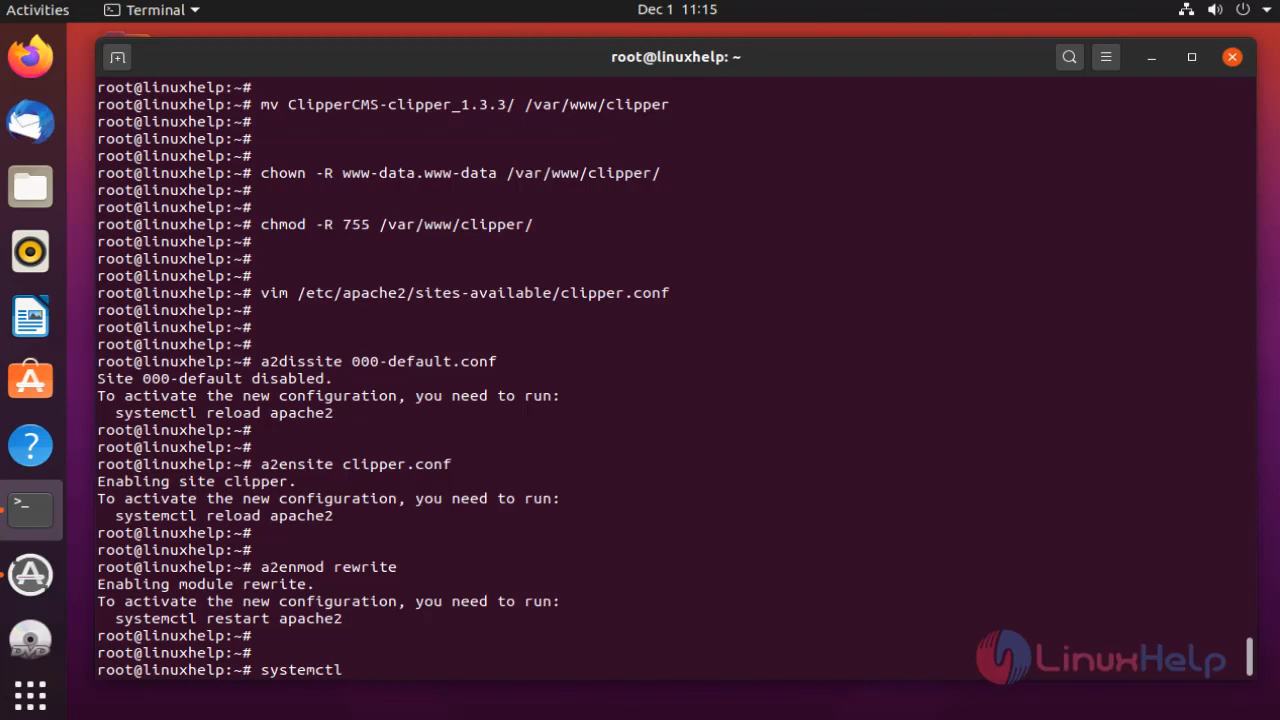 Activities Terminal Dec 1 11:15
root@linuxhelp: ~
root@linuxhelp:~#
root@linuxhelp:~# mv ClipperCMS-clipper_1.3.3/ /var/www/clipper
root@linuxhelp:~#
root@linuxhelp:~#
root@linuxhelp:~#
root@linuxhelp:~# chown -R www-data.www-data /var/www/clipper/
root@linuxhelp:~#
root@linuxhelp:~#
root@linuxhelp:~# chmod -R 755 /var/www/clipper/
root@linuxhelp:~#
root@linuxhelp:~#
root@linuxhelp:~#
root@linuxhelp:~# vim /etc/apache2/sites-available/clipper.conf
root@linuxhelp:~#
root@linuxhelp:~#
root@linuxhelp:~#
root@linuxhelp:~# a2dissite 000-default.conf
Site 000-default disabled.
To activate the new configuration, you need to run:
  systemctl reload apache2
root@linuxhelp:~#
root@linuxhelp:~#
root@linuxhelp:~# a2ensite clipper.conf
Enabling site clipper.
To activate the new configuration, you need to run:
  systemctl reload apache2
root@linuxhelp:~#
root@linuxhelp:~#
root@linuxhelp:~# a2enmod rewrite
Enabling module rewrite.
To activate the new configuration, you need to run:
  systemctl restart apache2
root@linuxhelp:~#
root@linuxhelp:~#
root@linuxhelp:~# systemctl
LinuxHelp